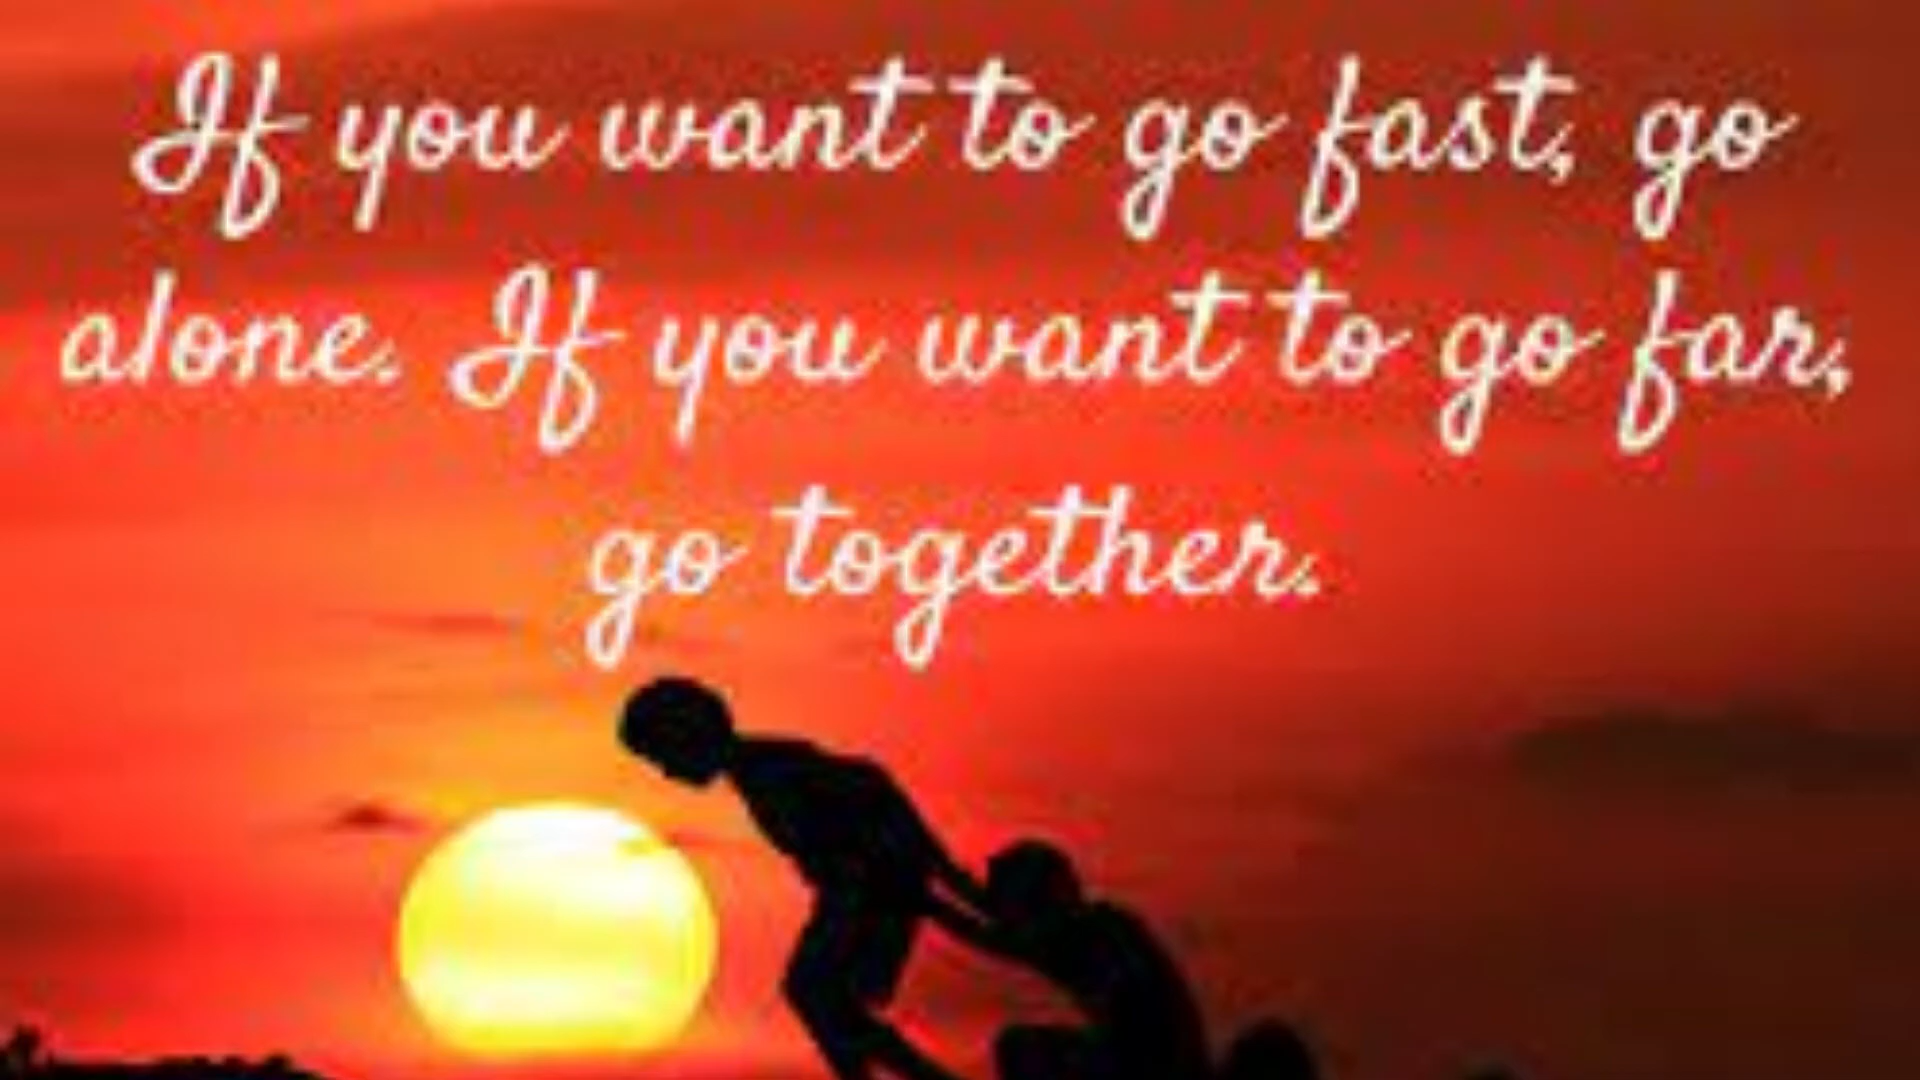 If you want to go fast, go
alone. If you want to go far,
go together.